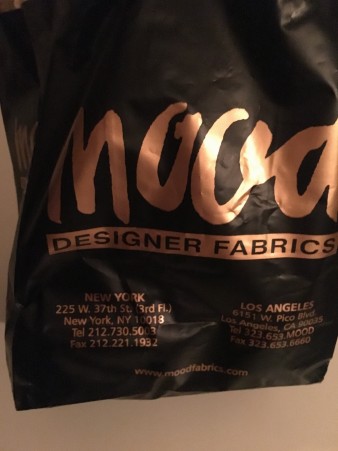 mood
DESIGNER FABRICS
NEW YORK
225 W. 37th St. (3rd Fl.)
New York, NY 10018
Tel 212.730.5003
Fax 212.221.1932
LOS ANGELES
6151 W. Pico Blvd.
Los Angeles, CA 90035
Tel 323.653.MOOD
Fax 323.653.6660
www.moodfabrics.com